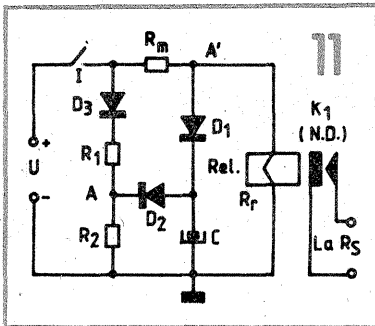 11
I
Rm
A'
D3
D1
K1
(N.D.)
+
U
-
R1
Rel.
Rr
A
D2
R2
C
La RS